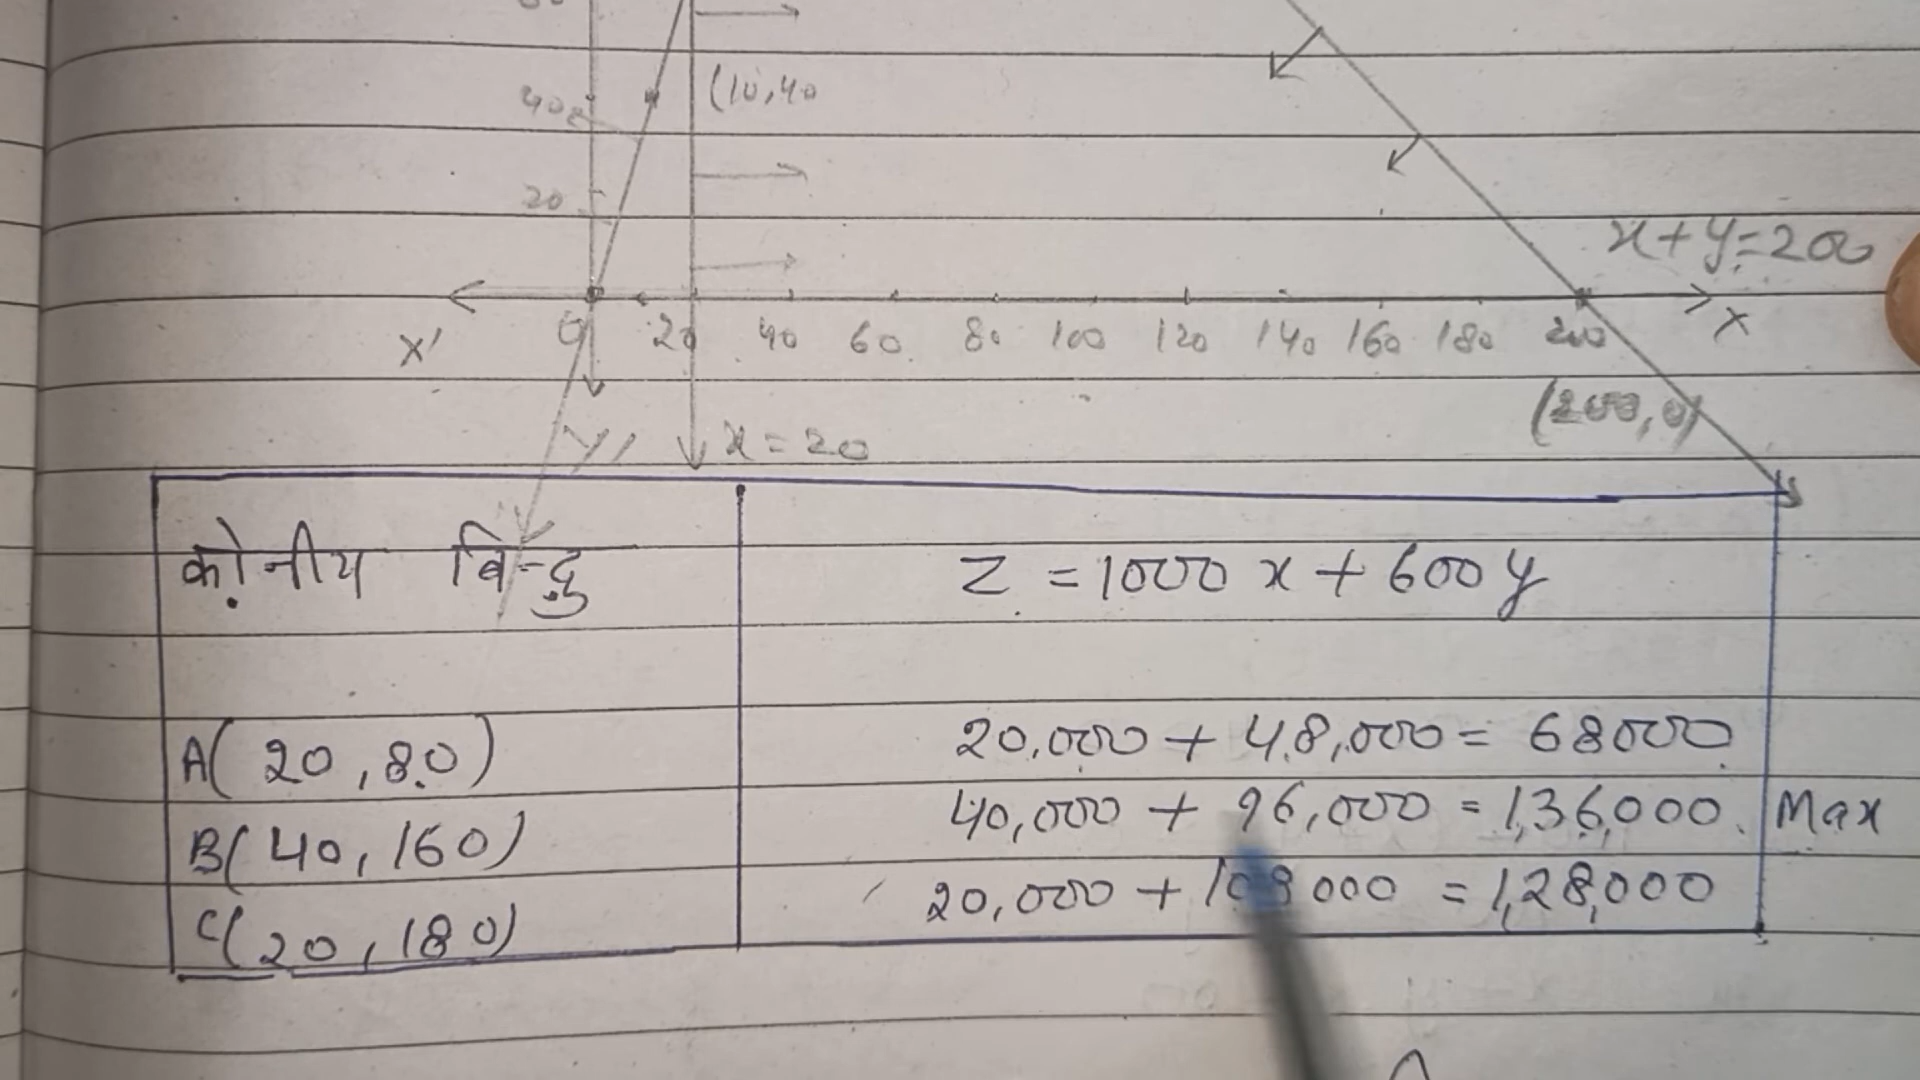 (10,40
40
20
x+y=200
X' 0 20 40 60 80 100 120 140 160 180 200 X
(200,0)
Y' x=20
कोनीय बिन्दु Z = 1000x + 600y
A(20,80) 20,000 + 48,000 = 68000
B(40,160) 40,000 + 96,000 = 1,36,000 Max
C(20,180) 20,000 + 108000 = 1,28,000